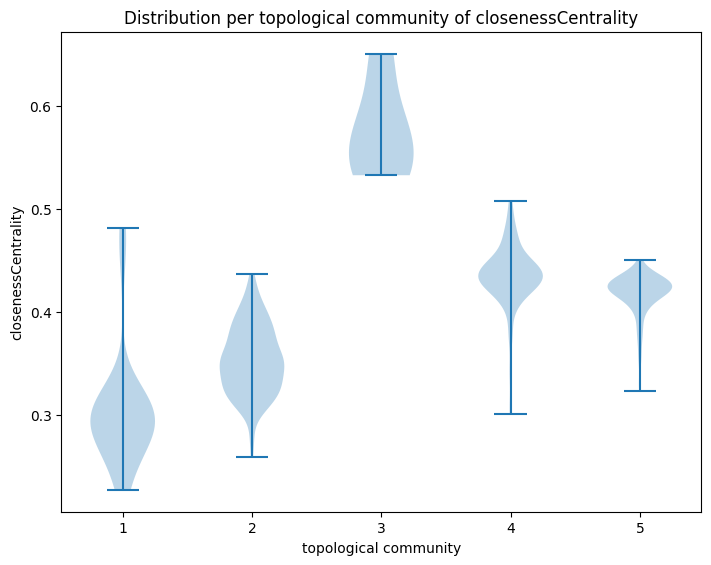 Distribution per topological community of closenessCentrality
0.6
0.5
0.4
0.3
closenessCentrality
1 2 3 4 5
topological community